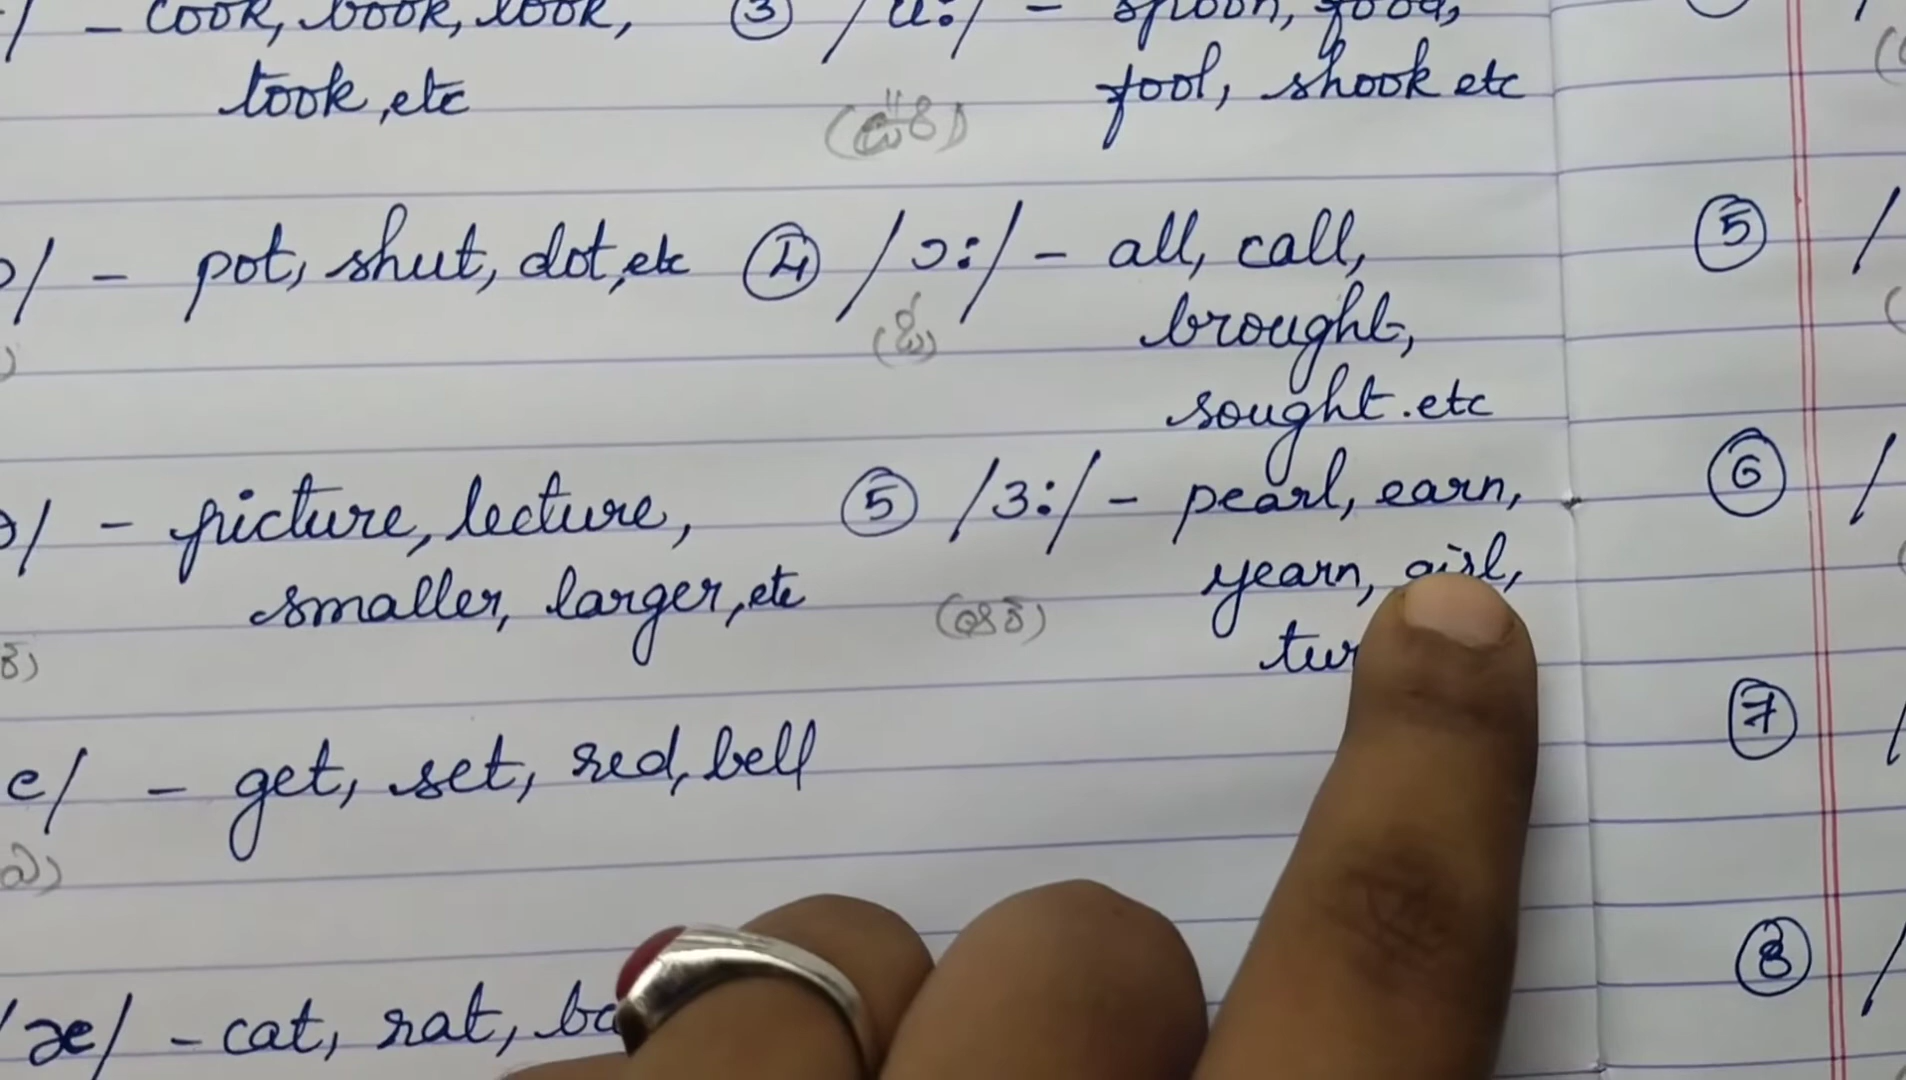 / - cook, book, look,
took, etc
③ /u:/ - spoon, food,
fool, shook etc
/ - pot, shut, dot, etc
④ /ɔ:/ - all, call,
brought,
sought. etc
ə/ - picture, lecture,
smaller, larger, etc
⑤ /3:/ - pearl, earn,
yearn, girl,
e/ - get, set, red, bell
/æ/ - cat, rat,
⑤ /
⑥ /
⑦ /
⑧ /